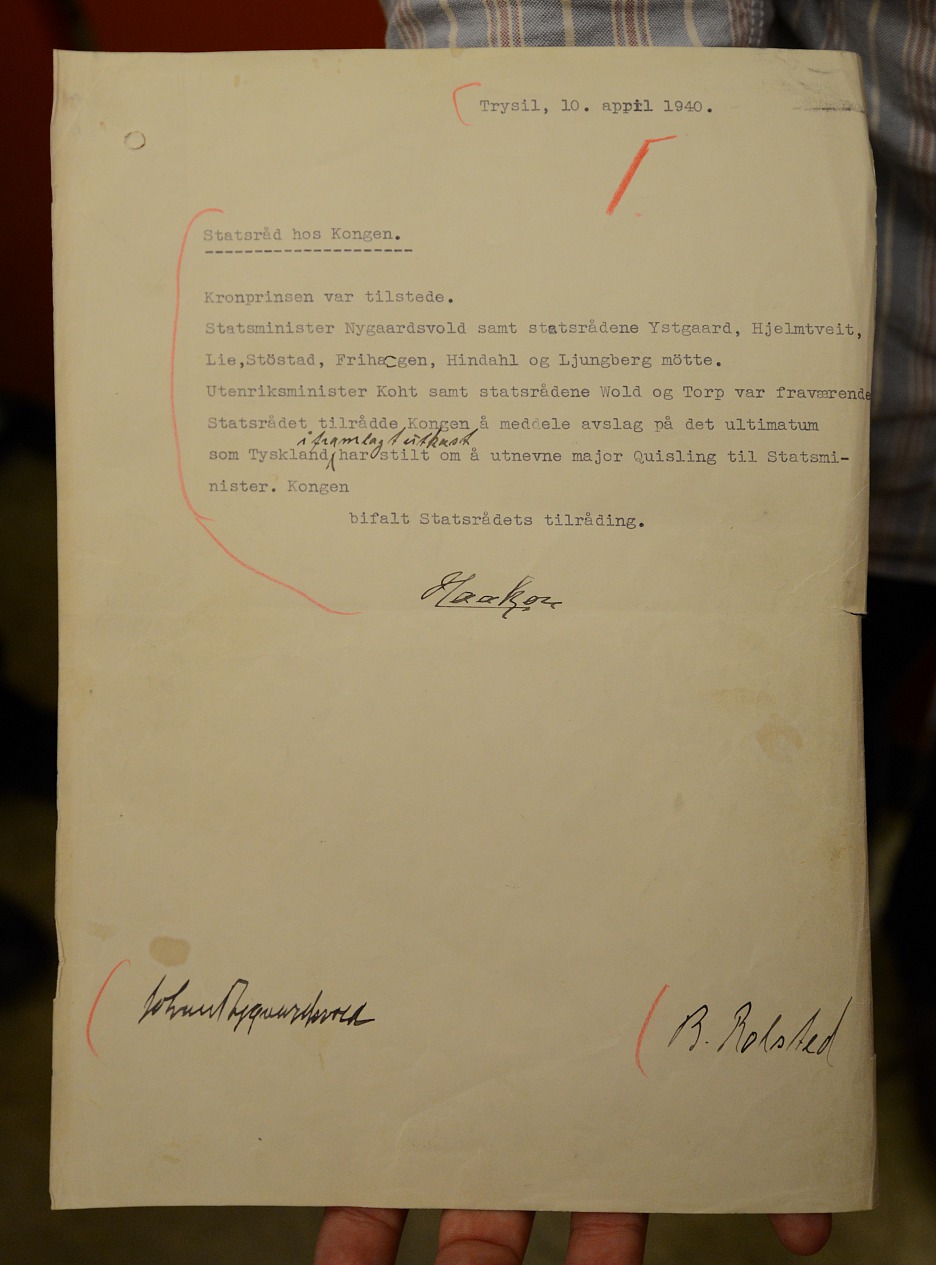 Trysil, 10. april 1940.
Statsråd hos Kongen.
Kronprinsen var tilstede.
Statsminister Nygaardsvold samt statsrådene Ystgaard, Hjelmtveit,
Lie,Stöstad, Frihagen, Hindahl og Ljungberg mötte.
Utenriksminister Koht samt statsrådene Wold og Torp var fraværende
Statsrådet tilrådde Kongen å meddele avslag på det ultimatum
i framlagt utkast
som Tyskland har stilt om å utnevne major Quisling til Statsmi-
nister. Kongen
bifalt Statsrådets tilråding.
Haakon
Johan Nygaardsvold
B. Rolsted